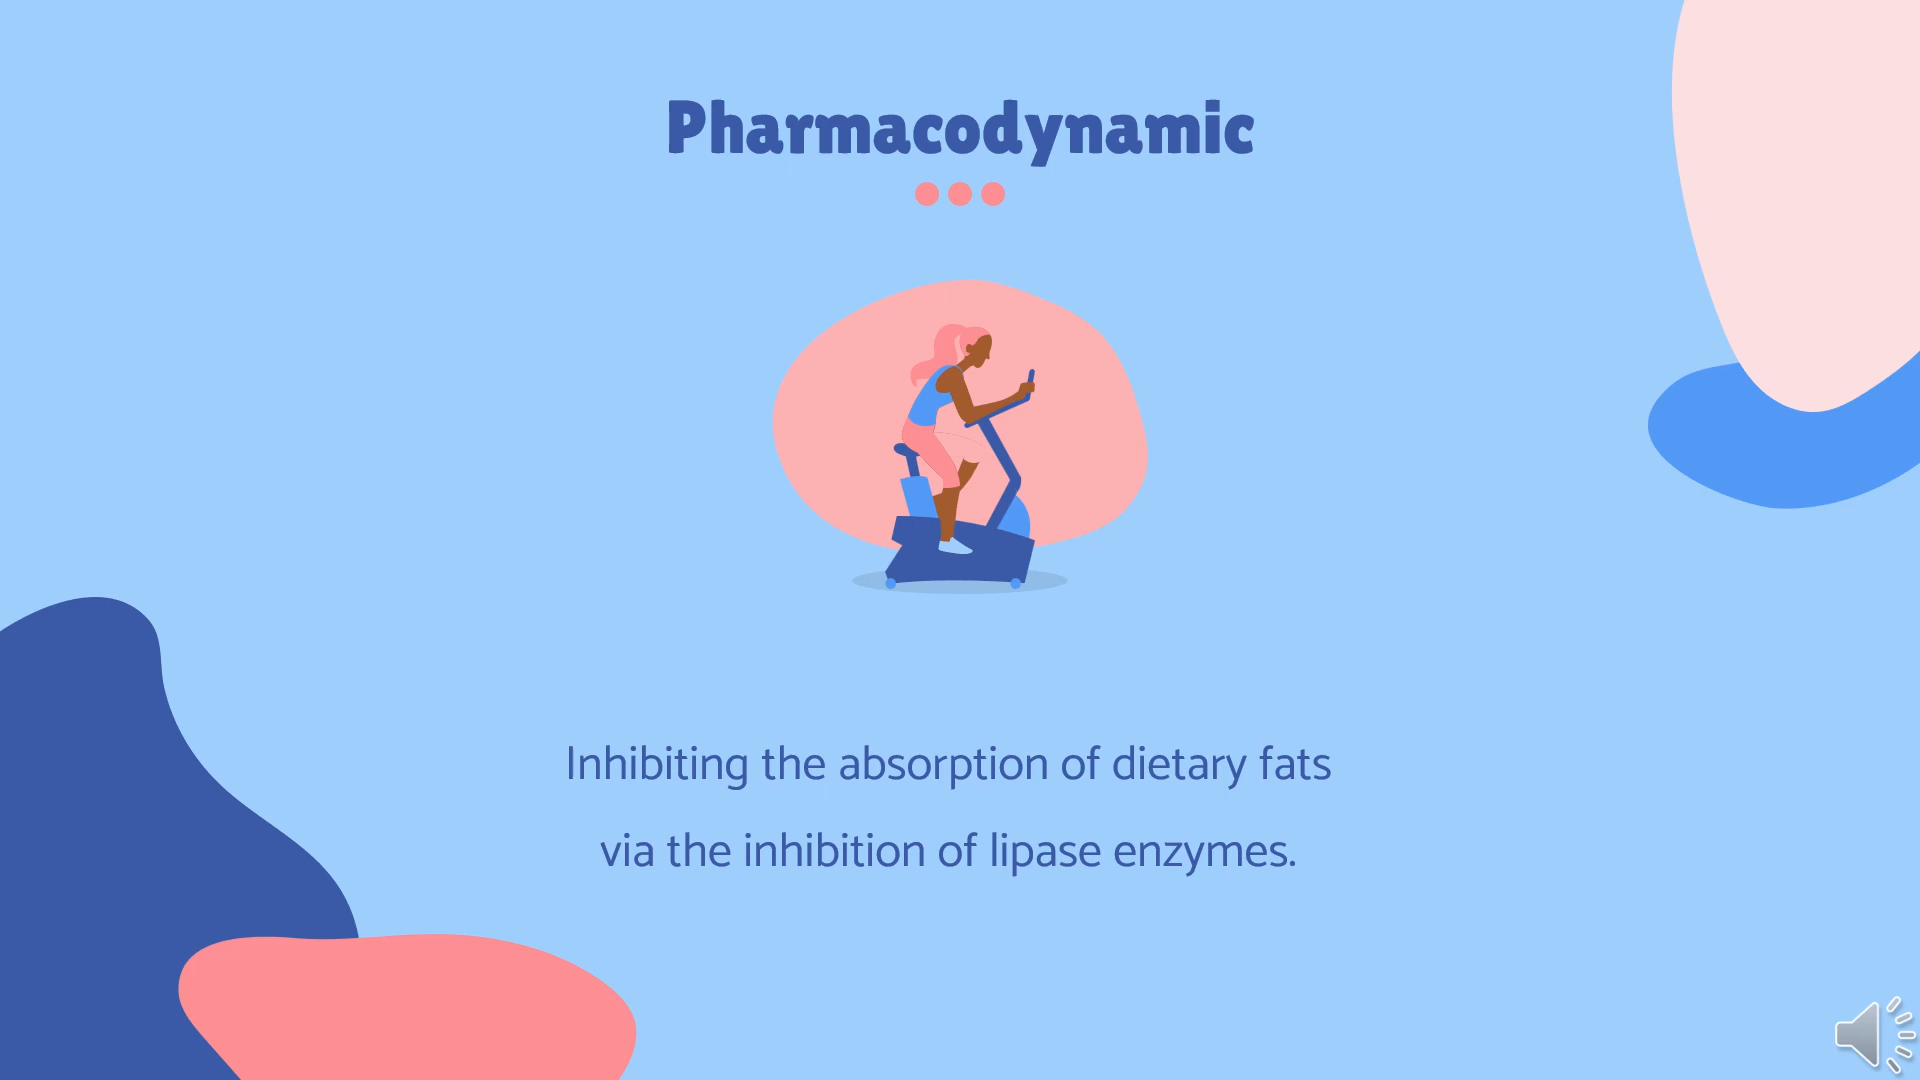 Pharmacodynamic
Inhibiting the absorption of dietary fats
via the inhibition of lipase enzymes.